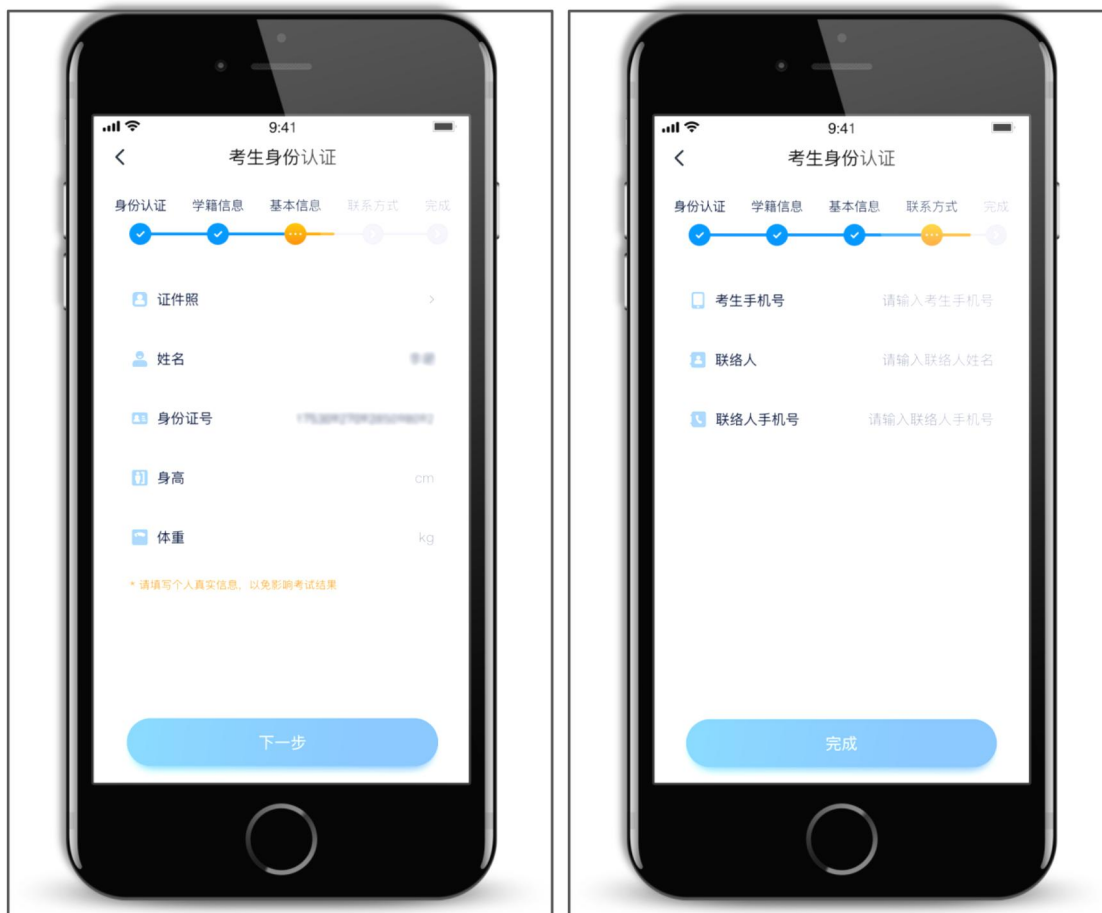 9:41
考生身份认证
身份认证 学籍信息 基本信息 联系方式 完成
证件照
姓名
身份证号
身高 cm
体重 kg
* 请填写个人真实信息，以免影响考试结果
下一步
9:41
考生身份认证
身份认证 学籍信息 基本信息 联系方式 完成
考生手机号 请输入考生手机号
联络人 请输入联络人姓名
联络人手机号 请输入联络人手机号
完成